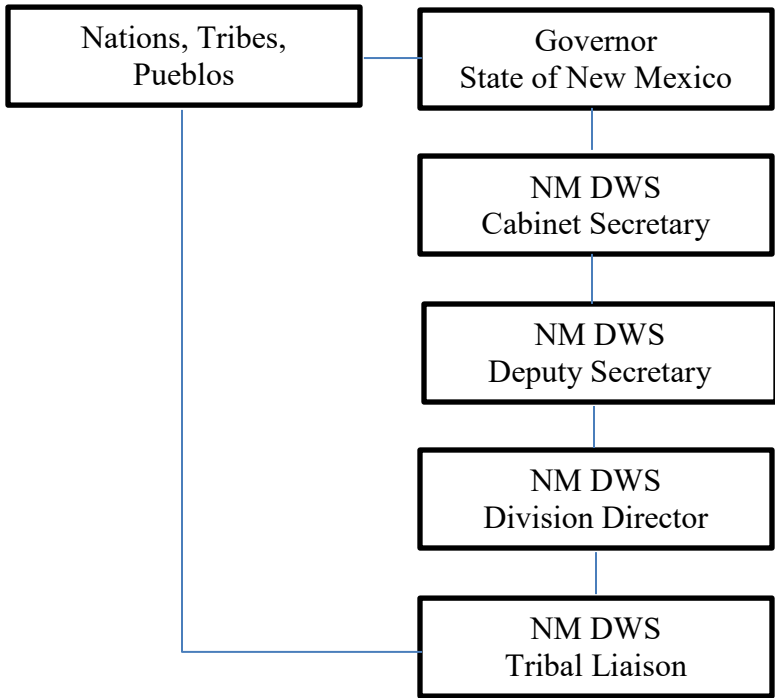 Nations, Tribes,
Pueblos
Governor
State of New Mexico
NM DWS
Cabinet Secretary
NM DWS
Deputy Secretary
NM DWS
Division Director
NM DWS
Tribal Liaison